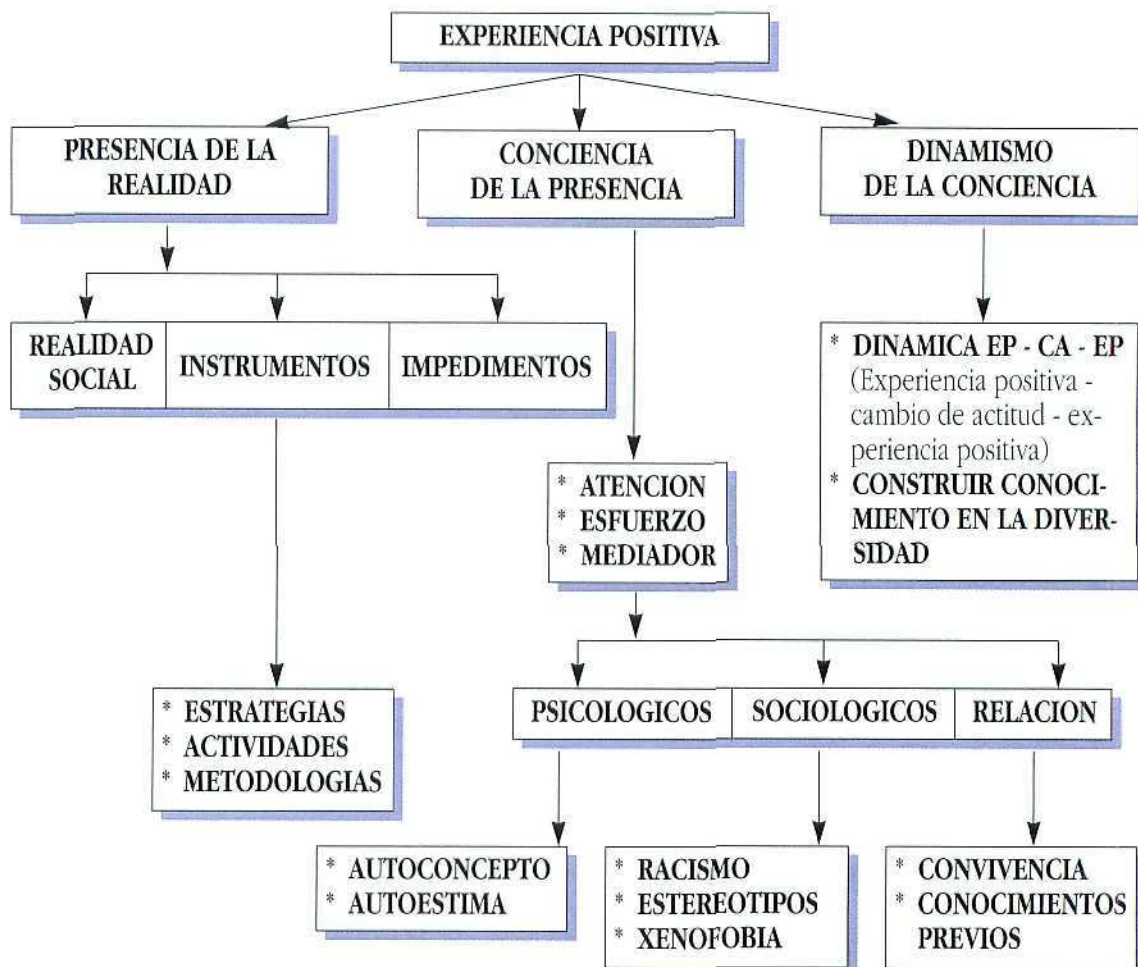 EXPERIENCIA POSITIVA
PRESENCIA DE LA
REALIDAD
CONCIENCIA
DE LA PRESENCIA
DINAMISMO
DE LA CONCIENCIA
REALIDAD
SOCIAL
INSTRUMENTOS
IMPEDIMENTOS
* DINAMICA EP - CA - EP
(Experiencia positiva -
cambio de actitud - ex-
periencia positiva)
* CONSTRUIR CONOCI-
MIENTO EN LA DIVER-
SIDAD
* ATENCION
* ESFUERZO
* MEDIADOR
* ESTRATEGIAS
* ACTIVIDADES
* METODOLOGIAS
PSICOLOGICOS
SOCIOLOGICOS
RELACION
* AUTOCONCEPTO
* AUTOESTIMA
* RACISMO
* ESTEREOTIPOS
* XENOFOBIA
* CONVIVENCIA
* CONOCIMIENTOS
PREVIOS